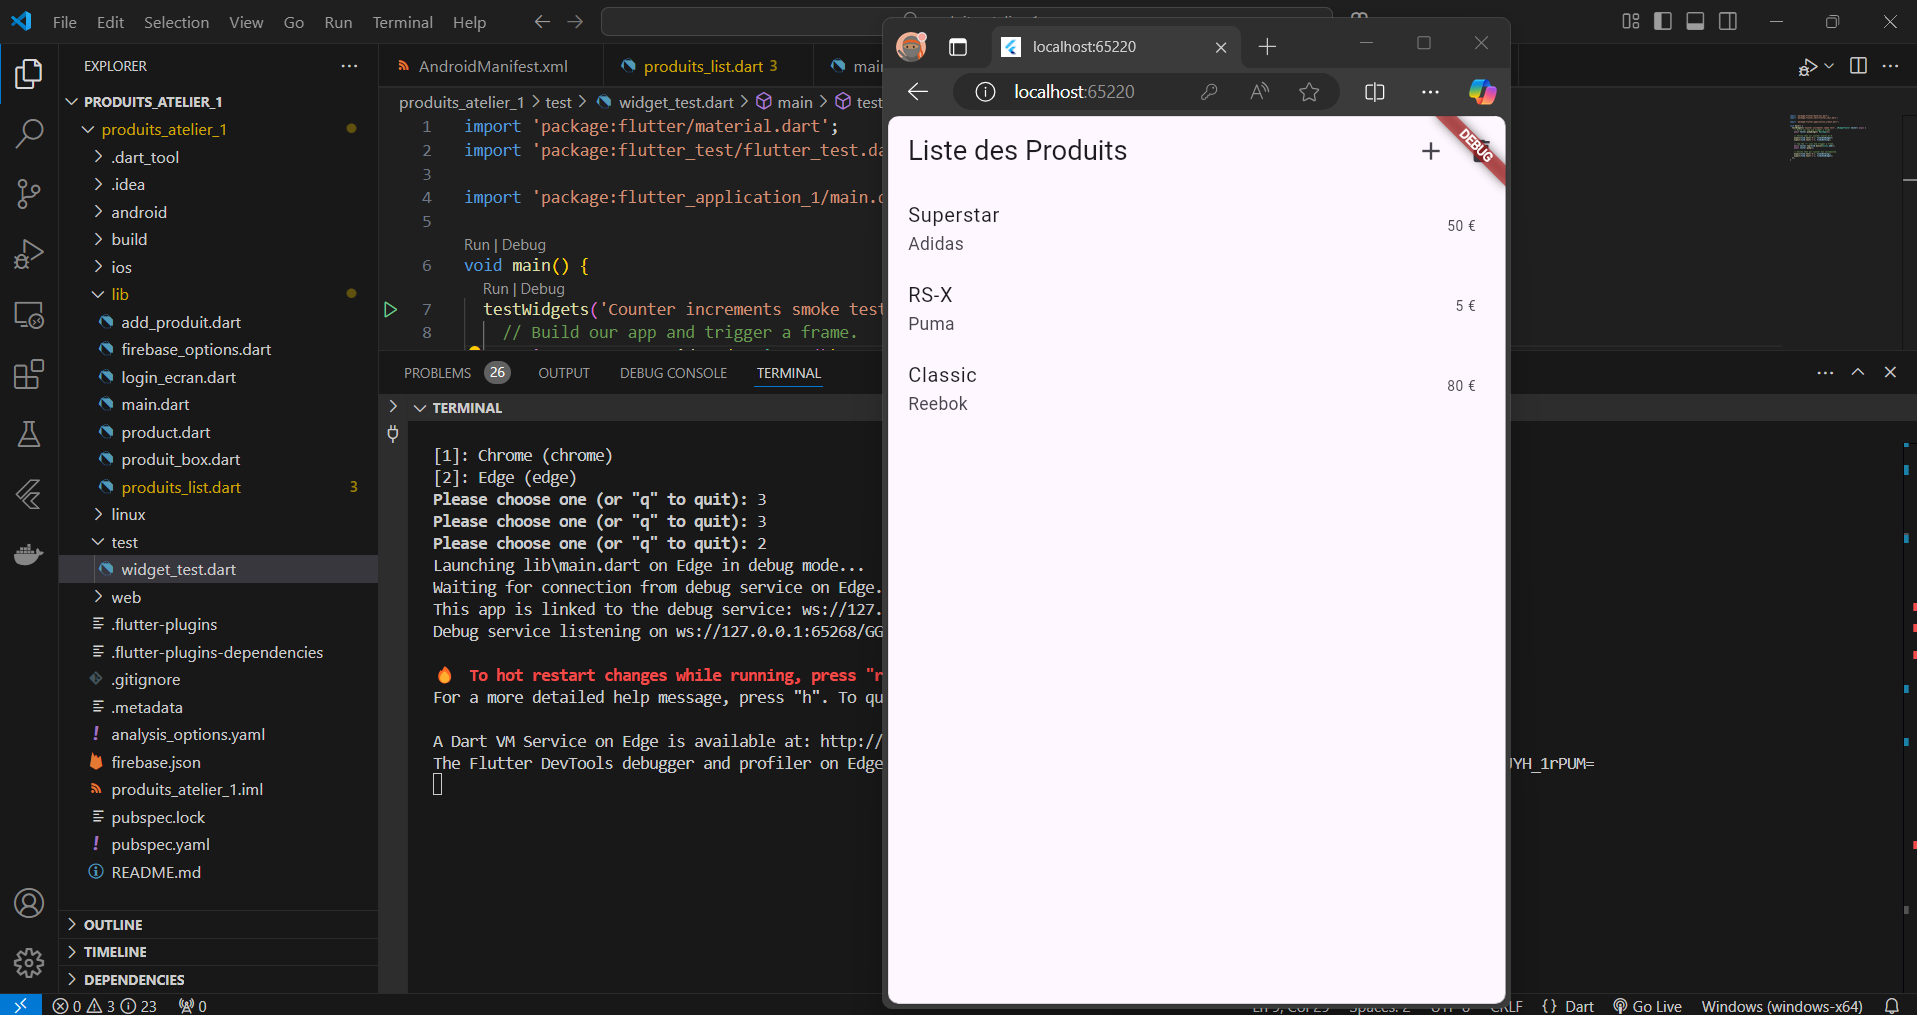 File Edit Selection View Go Run Terminal Help
EXPLORER
PRODUITS_ATELIER_1
produits_atelier_1
.dart_tool
.idea
android
build
ios
lib
add_produit.dart
firebase_options.dart
login_ecran.dart
main.dart
product.dart
produit_box.dart
produits_list.dart 3
linux
test
widget_test.dart
web
.flutter-plugins
.flutter-plugins-dependencies
.gitignore
.metadata
analysis_options.yaml
firebase.json
produits_atelier_1.iml
pubspec.lock
pubspec.yaml
README.md
OUTLINE
TIMELINE
DEPENDENCIES
AndroidManifest.xml produits_list.dart 3 mai
produits_atelier_1 > test > widget_test.dart > main > test
1 import 'package:flutter/material.dart';
2 import 'package:flutter_test/flutter_test.da
3
4 import 'package:flutter_application_1/main.d
5
Run | Debug
6 void main() {
Run | Debug
7 testWidgets('Counter increments smoke test
8 // Build our app and trigger a frame.
PROBLEMS 26 OUTPUT DEBUG CONSOLE TERMINAL
TERMINAL
[1]: Chrome (chrome)
[2]: Edge (edge)
Please choose one (or "q" to quit): 3
Please choose one (or "q" to quit): 3
Please choose one (or "q" to quit): 2
Launching lib\main.dart on Edge in debug mode...
Waiting for connection from debug service on Edge.
This app is linked to the debug service: ws://127.
Debug service listening on ws://127.0.0.1:65268/GG
To hot restart changes while running, press "r
For a more detailed help message, press "h". To qu
A Dart VM Service on Edge is available at: http://
The Flutter DevTools debugger and profiler on Edge
YH_1rPUM=
localhost:65220
localhost:65220
Liste des Produits
DEBUG
Superstar
Adidas
50 €
RS-X
Puma
5 €
Classic
Reebok
80 €
0 3 23 0
CRLF {} Dart Go Live Windows (windows-x64)